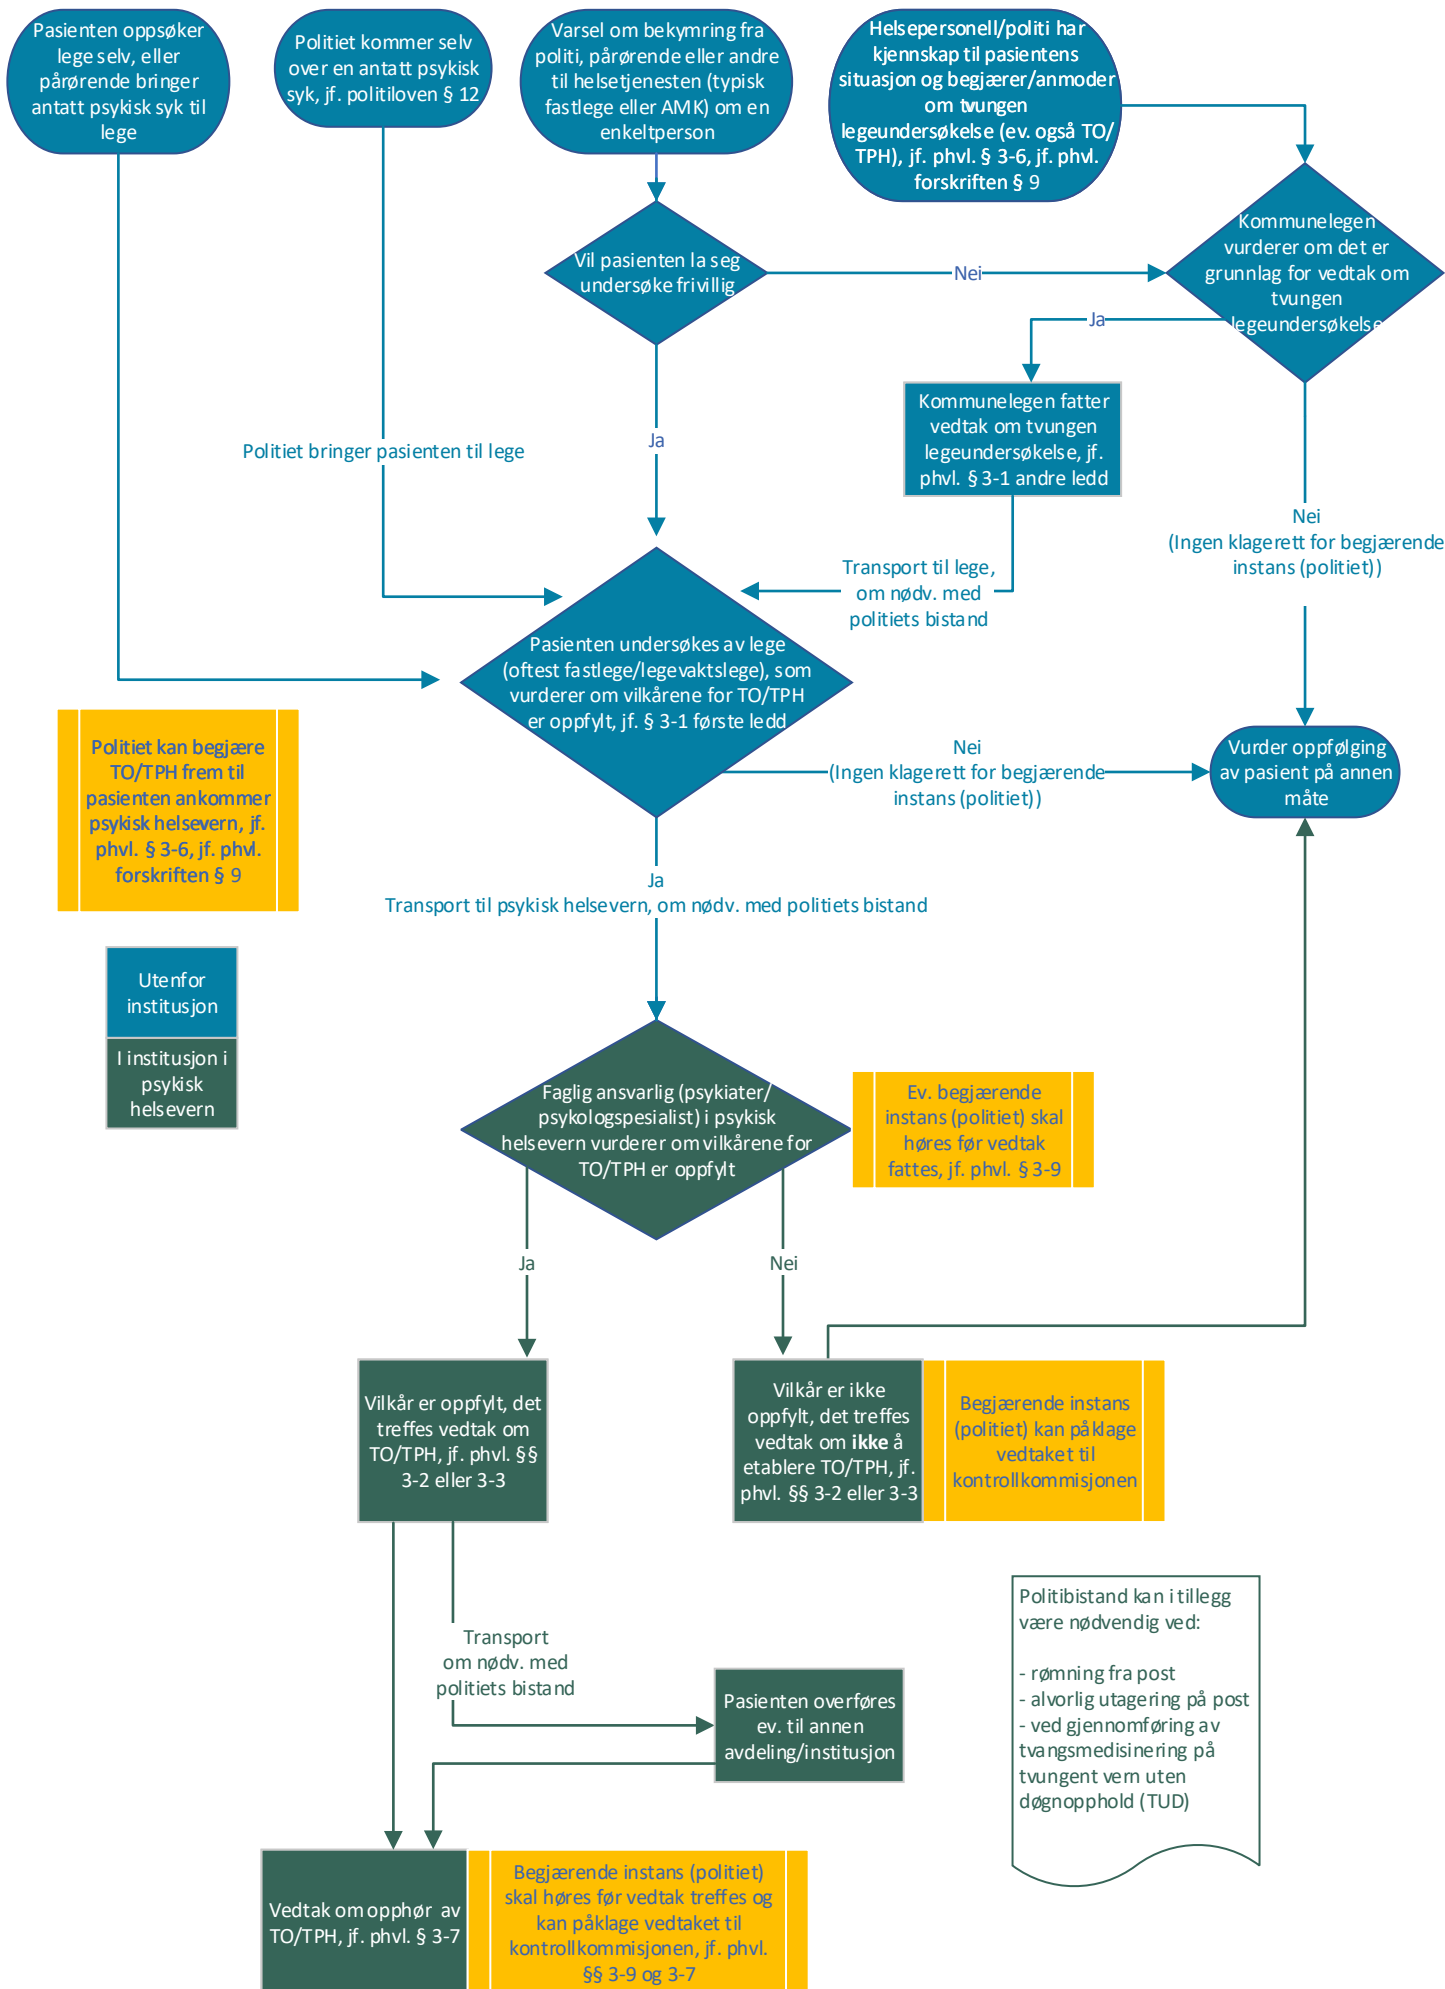 Pasienten oppsøker
lege selv, eller
pårørende bringer
antatt psykisk syk til
lege
Politiet kommer selv
over en antatt psykisk
syk, jf. politiloven § 12
Varsel om bekymring fra
politi, pårørende eller andre
til helsetjenesten (typisk
fastlege eller AMK) om en
enkeltperson
Helsepersonell/politi har
kjennskap til pasientens
situasjon og begjærer/anmoder
om tvungen
legeundersøkelse (ev. også TO/
TPH), jf. phvl. § 3-6, jf. phvl.
forskriften § 9
Vil pasienten la seg
undersøke frivillig
Nei
Kommunelegen
vurderer om det er
grunnlag for vedtak om
tvungen
legeundersøkelse
Ja
Kommunelegen fatter
vedtak om tvungen
legeundersøkelse, jf.
phvl. § 3-1 andre ledd
Politiet bringer pasienten til lege
Ja
Nei
(Ingen klagerett for begjærende
instans (politiet))
Transport til lege,
om nødv. med
politiets bistand
Pasienten undersøkes av lege
(oftest fastlege/legevaktslege), som
vurderer om vilkårene for TO/TPH
er oppfylt, jf. § 3-1 første ledd
Politiet kan begjære
TO/TPH frem til
pasienten ankommer
psykisk helsevern, jf.
phvl. § 3-6, jf. phvl.
forskriften § 9
Nei
(Ingen klagerett for begjærende
instans (politiet))
Vurder oppfølging
av pasient på annen
måte
Ja
Transport til psykisk helsevern, om nødv. med politiets bistand
Utenfor
institusjon
I institusjon i
psykisk
helsevern
Faglig ansvarlig (psykiater/
psykologspesialist) i psykisk
helsevern vurderer om vilkårene for
TO/TPH er oppfylt
Ev. begjærende
instans (politiet) skal
høres før vedtak
fattes, jf. phvl. § 3-9
Ja
Nei
Vilkår er oppfylt, det
treffes vedtak om
TO/TPH, jf. phvl. §§
3-2 eller 3-3
Vilkår er ikke
oppfylt, det treffes
vedtak om ikke å
etablere TO/TPH, jf.
phvl. §§ 3-2 eller 3-3
Begjærende instans
(politiet) kan påklage
vedtaket til
kontrollkommisjonen
Transport
om nødv. med
politiets bistand
Pasienten overføres
ev. til annen
avdeling/institusjon
Politibistand kan i tillegg
være nødvendig ved:
- rømning fra post
- alvorlig utagering på post
- ved gjennomføring av
tvangsmedisinering på
tvungent vern uten
døgnopphold (TUD)
Vedtak om opphør av
TO/TPH, jf. phvl. § 3-7
Begjærende instans (politiet)
skal høres før vedtak treffes og
kan påklage vedtaket til
kontrollkommisjonen, jf. phvl.
§§ 3-9 og 3-7